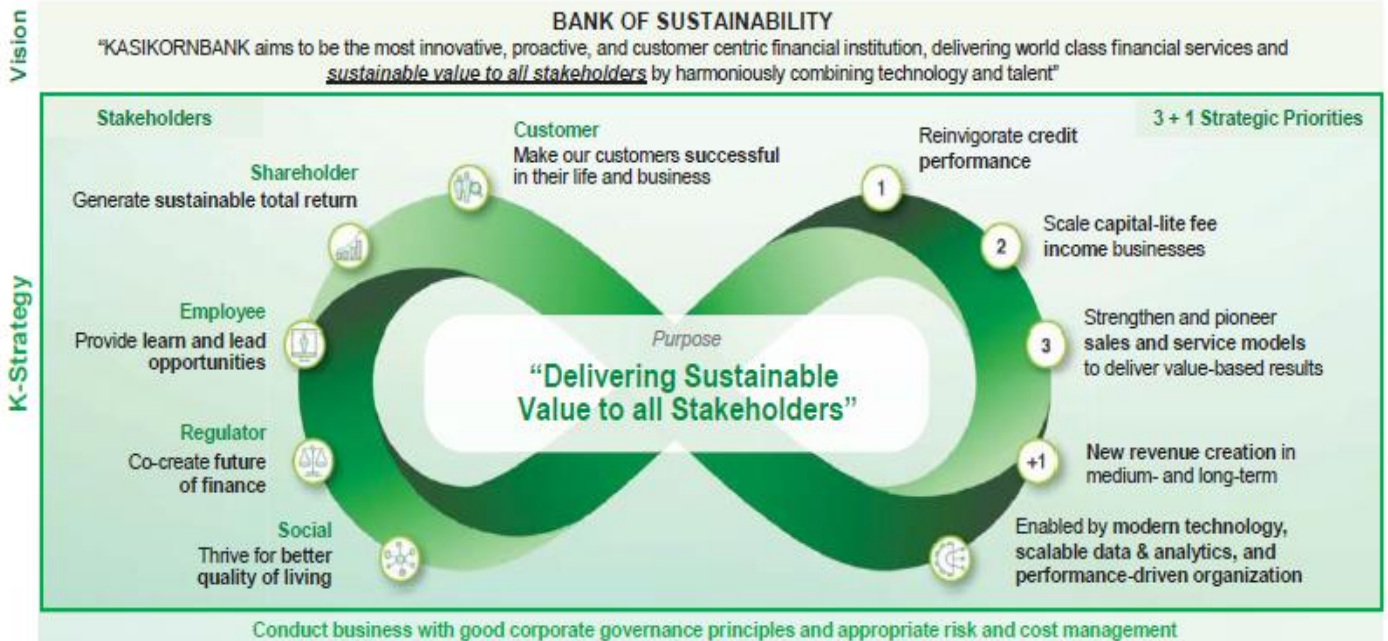 Vision
BANK OF SUSTAINABILITY
“KASIKORNBANK aims to be the most innovative, proactive, and customer centric financial institution, delivering world class financial services and
sustainable value to all stakeholders by harmoniously combining technology and talent”
K-Strategy
Stakeholders
Customer
Make our customers successful
in their life and business
Shareholder
Generate sustainable total return
Employee
Provide learn and lead
opportunities
Regulator
Co-create future
of finance
Social
Thrive for better
quality of living
Purpose
“Delivering Sustainable
Value to all Stakeholders”
3 + 1 Strategic Priorities
1
Reinvigorate credit
performance
2
Scale capital-lite fee
income businesses
3
Strengthen and pioneer
sales and service models
to deliver value-based results
+1
New revenue creation in
medium- and long-term
Enabled by modern technology,
scalable data & analytics, and
performance-driven organization
Conduct business with good corporate governance principles and appropriate risk and cost management